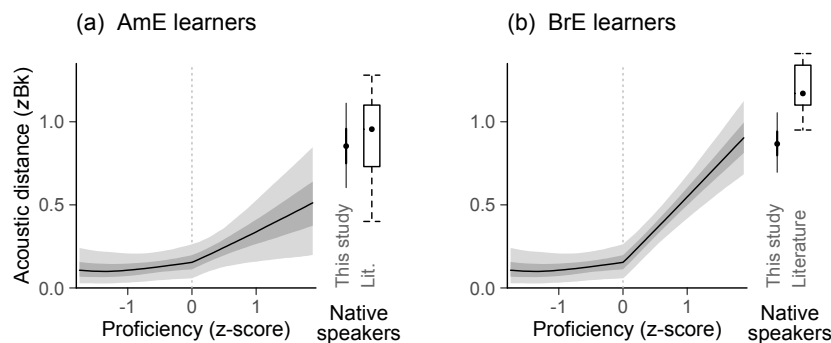 (a) AmE learners
Acoustic distance (zBk)
1.0
0.5
0.0
-1
0
1
Proficiency (z-score)
This study
Lit.
Native
speakers
(b) BrE learners
1.0
0.5
0.0
-1
0
1
Proficiency (z-score)
This study
Literature
Native
speakers